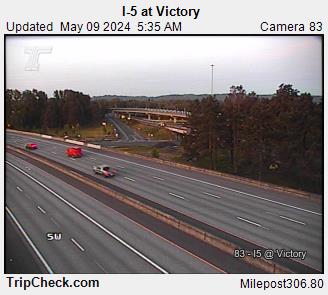 I-5 at Victory
Updated May 09 2024 5:35 AM Camera 83
T
SW
83 - I5 @ Victory
TripCheck.com Milepost306.80